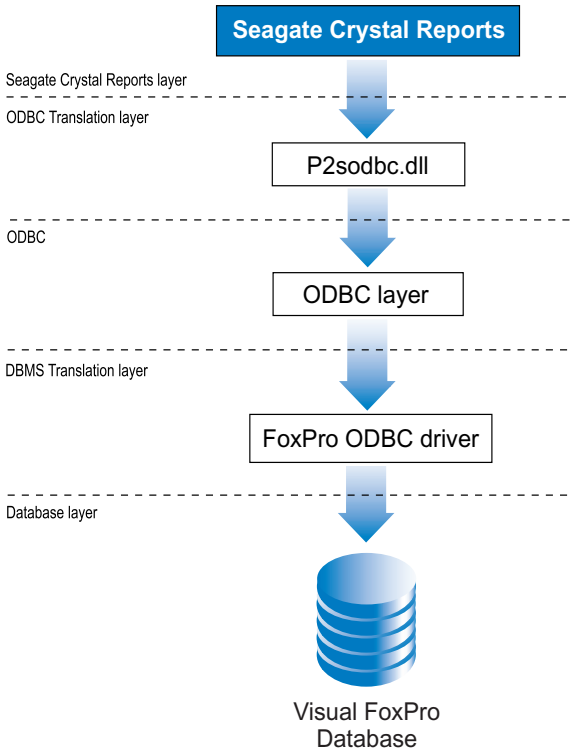 Seagate Crystal Reports
Seagate Crystal Reports layer
ODBC Translation layer
P2sodbc.dll
ODBC
ODBC layer
DBMS Translation layer
FoxPro ODBC driver
Database layer
Visual FoxPro
Database